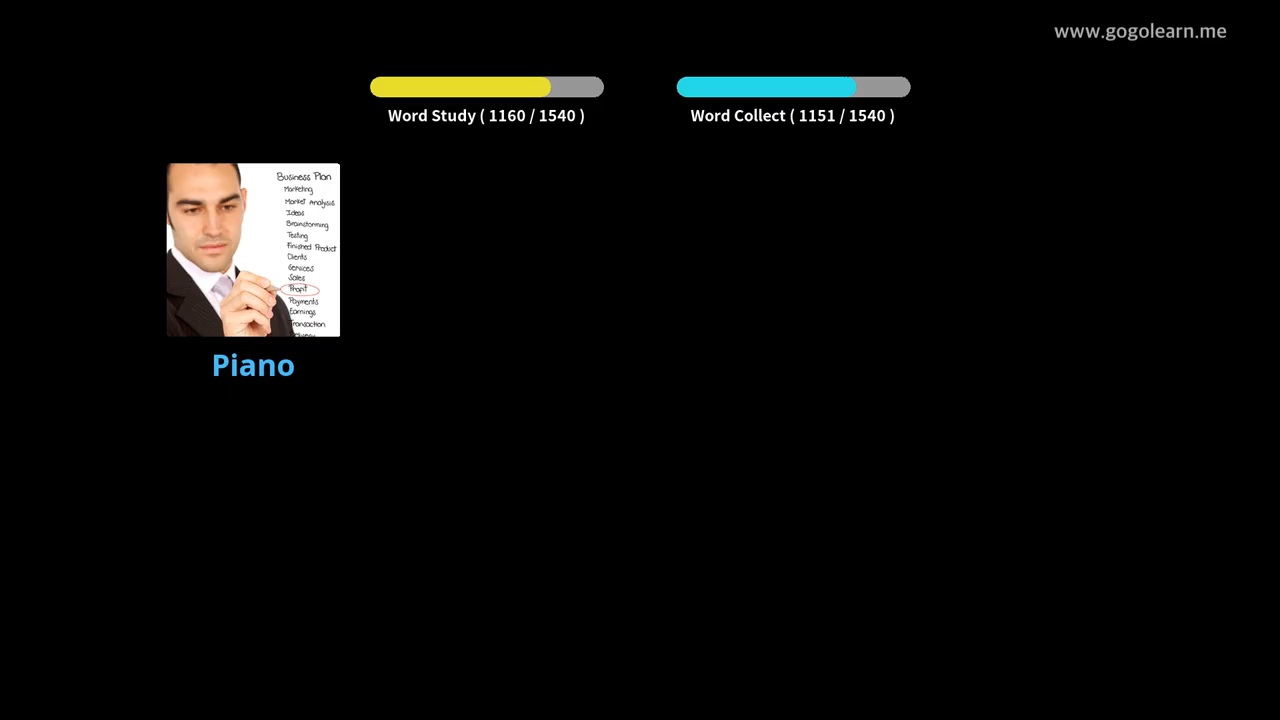 www.gogolearn.me
Word Study ( 1160 / 1540 )
Word Collect ( 1151 / 1540 )
Business Plan
Marketing
Market Analysis
Ideas
Brainstorming
Testing
Finished Product
Clients
Services
Sales
Profit
Payments
Earnings
Transaction
Delivery
Piano